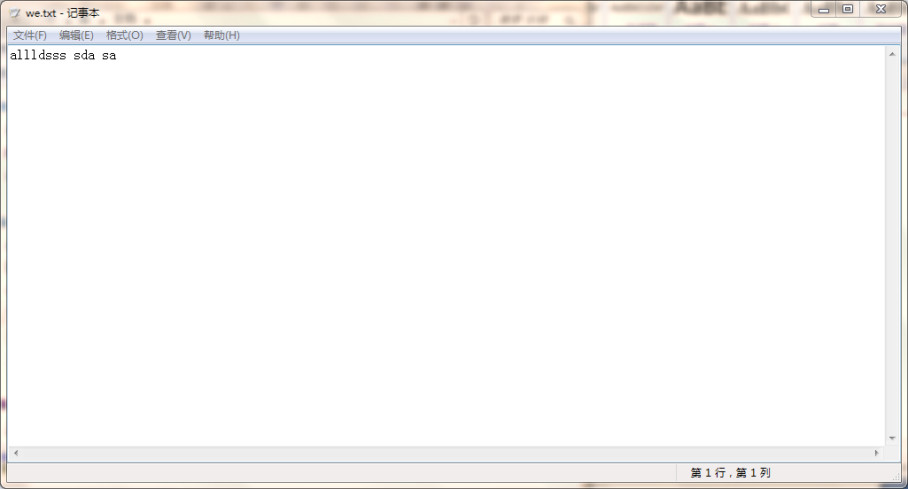 we.txt - 记事本
文件(F) 编辑(E) 格式(O) 查看(V) 帮助(H)
allldsss sda sa
第 1 行，第 1 列